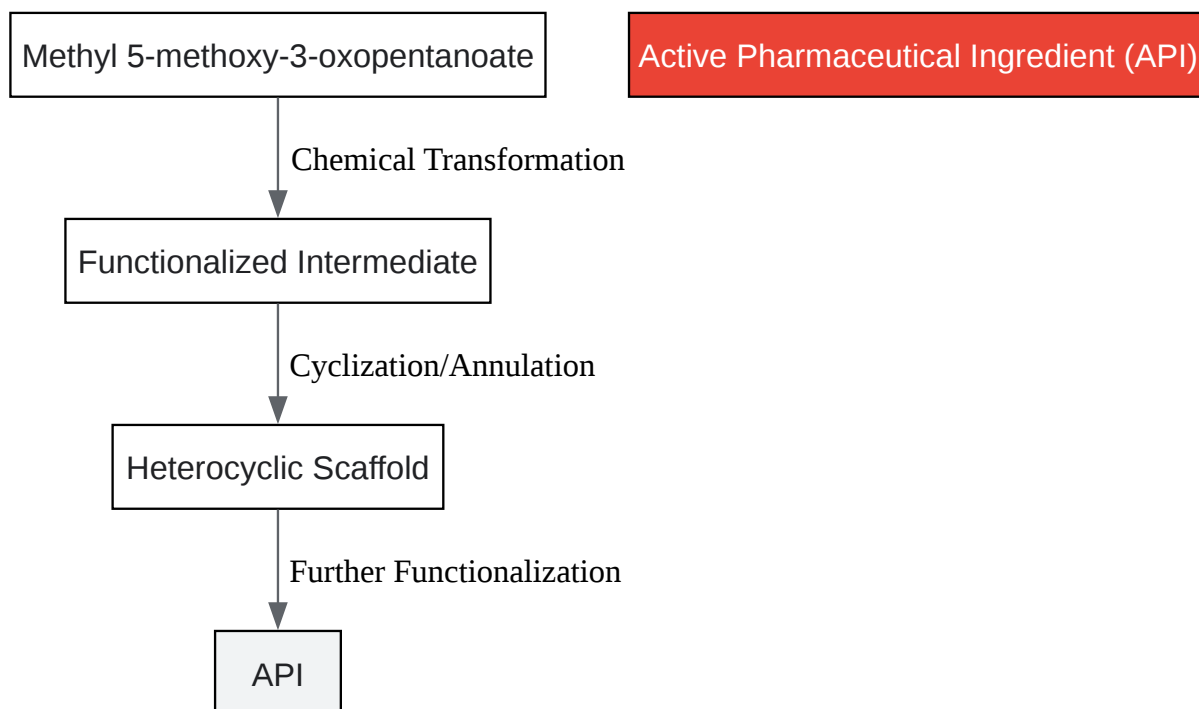 Methyl 5-methoxy-3-oxopentanoate
Active Pharmaceutical Ingredient (API)
Chemical Transformation
Functionalized Intermediate
Cyclization/Annulation
Heterocyclic Scaffold
Further Functionalization
API